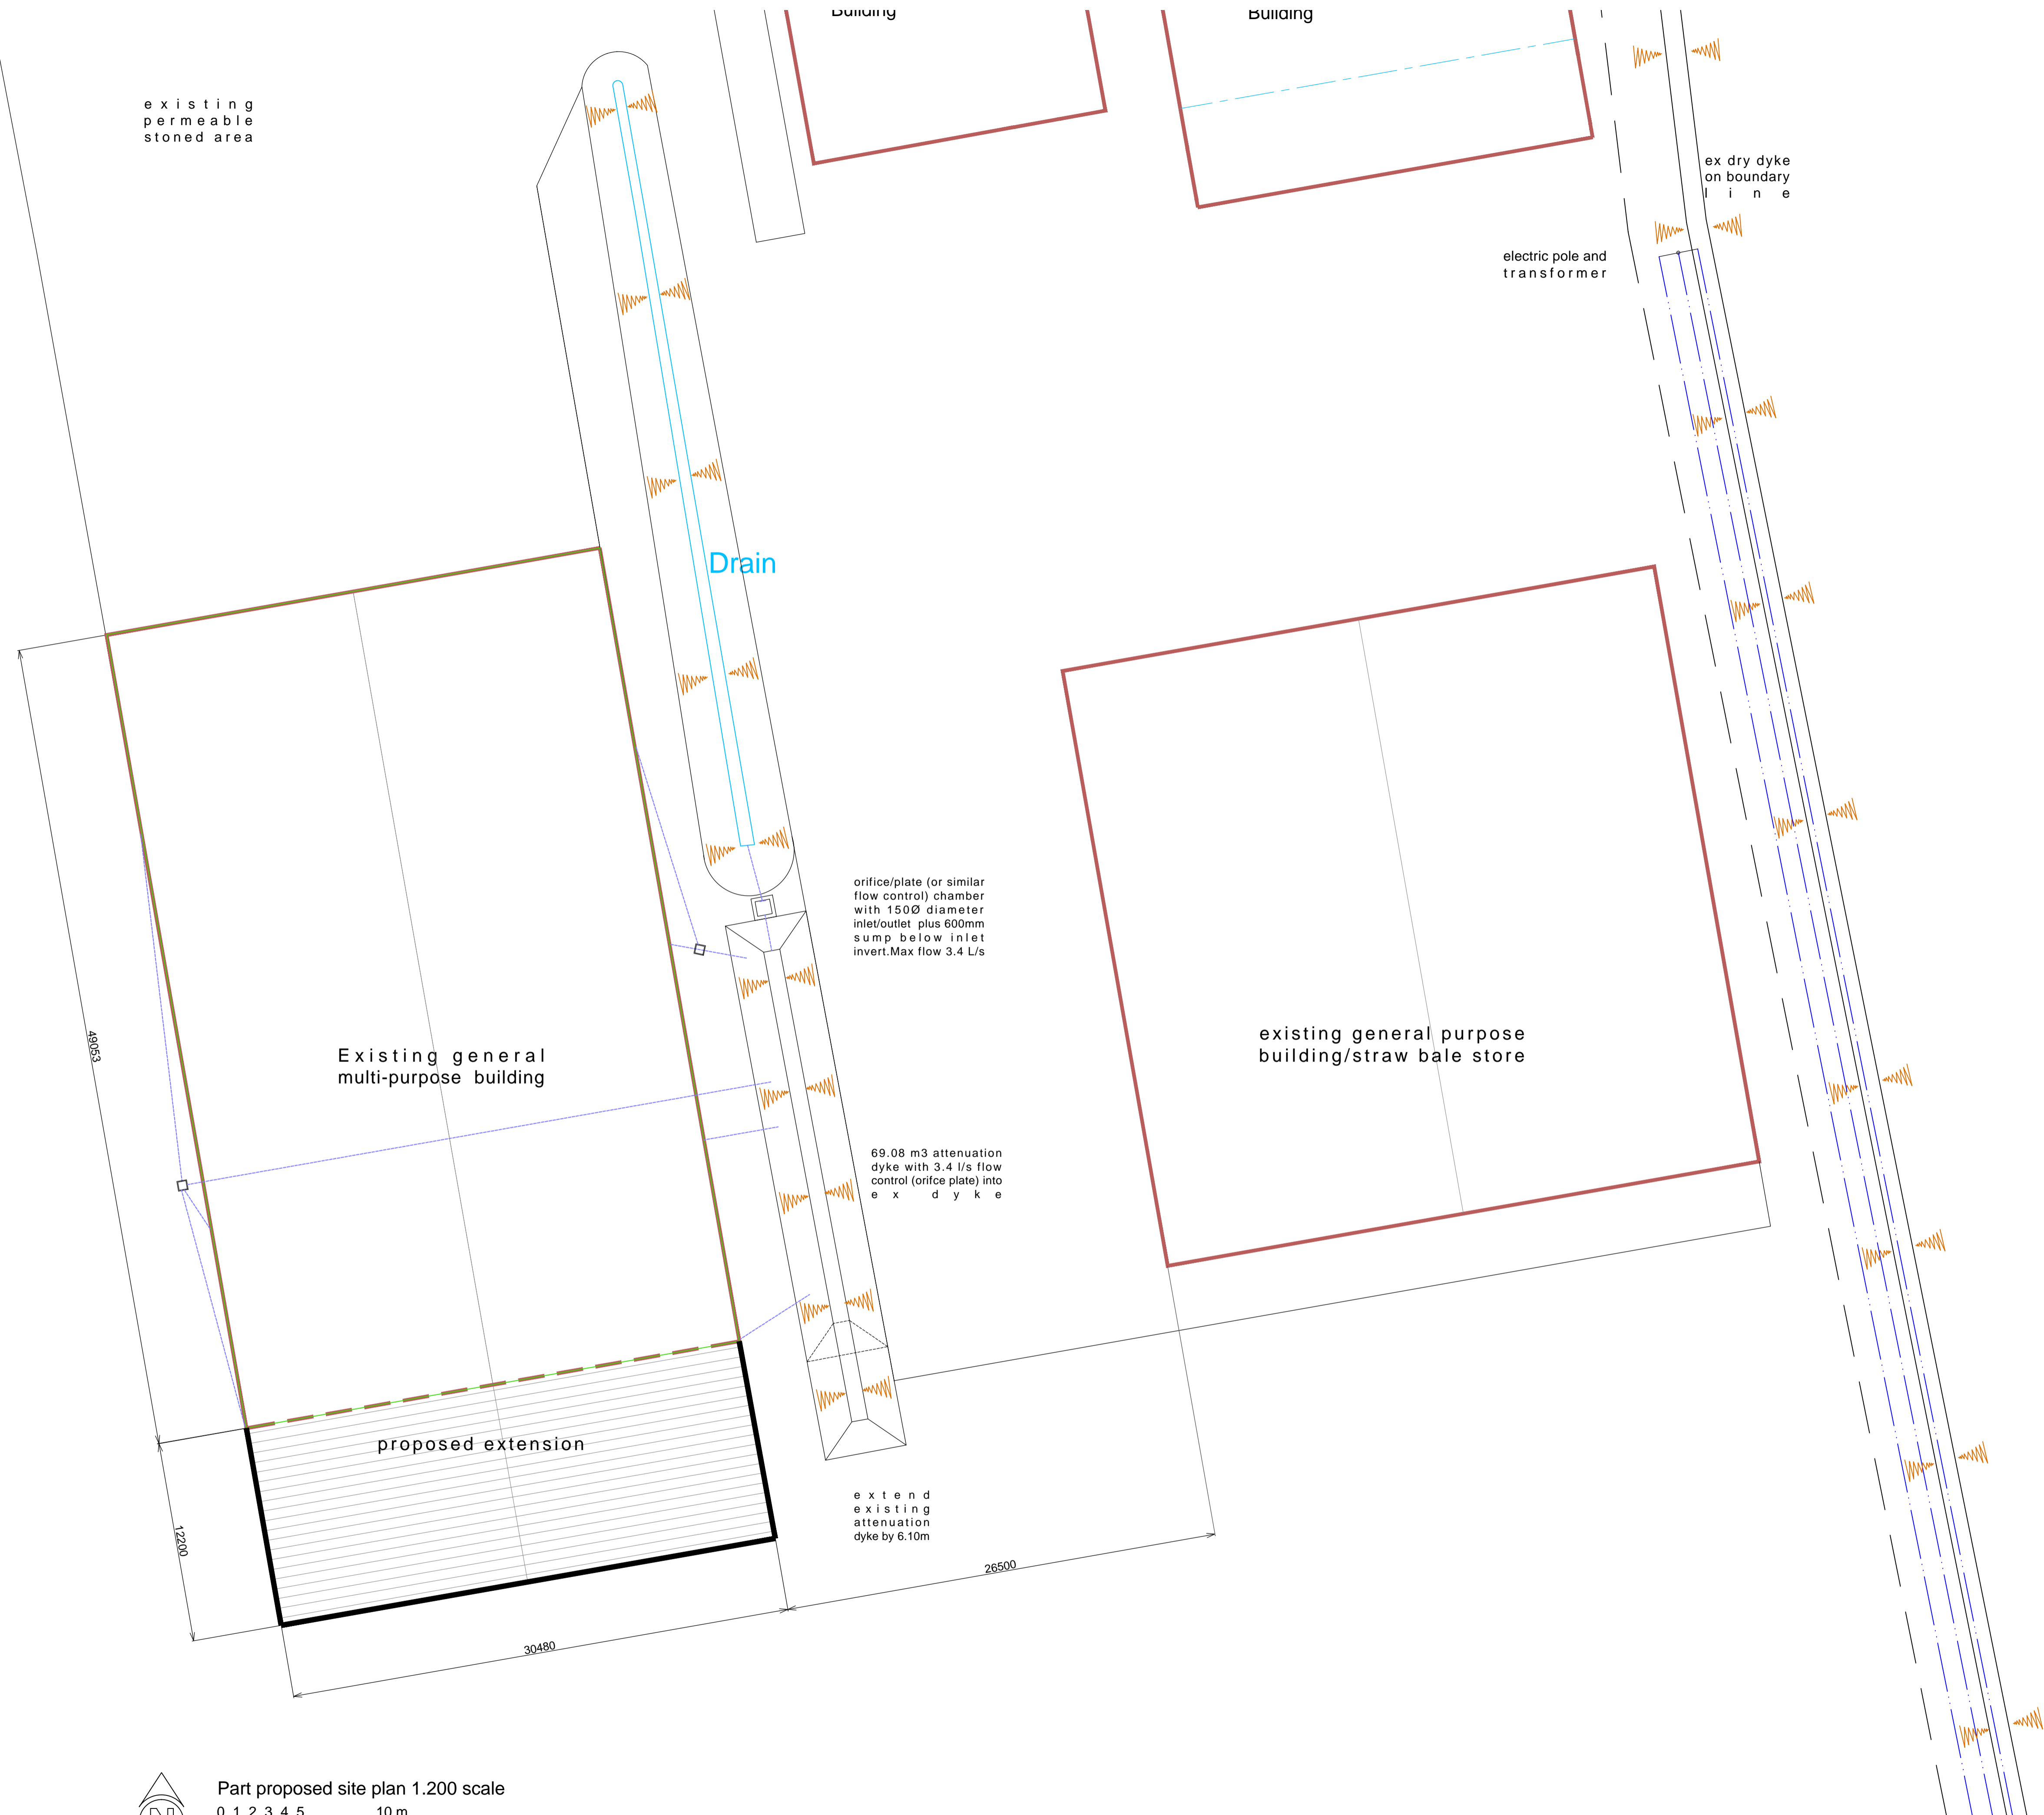 Building
Building
existing
permeable
stoned area
ex dry dyke
on boundary
line
electric pole and
transformer
Drain
orifice/plate (or similar
flow control) chamber
with 150Ø diameter
inlet/outlet plus 600mm
sump below inlet
invert.Max flow 3.4 L/s
49053
Existing general
multi-purpose building
existing general purpose
building/straw bale store
69.08 m3 attenuation
dyke with 3.4 l/s flow
control (orifce plate) into
ex dyke
proposed extension
extend
existing
attenuation
dyke by 6.10m
12200
26500
30480
Part proposed site plan 1.200 scale
0 1 2 3 4 5 10 m
N